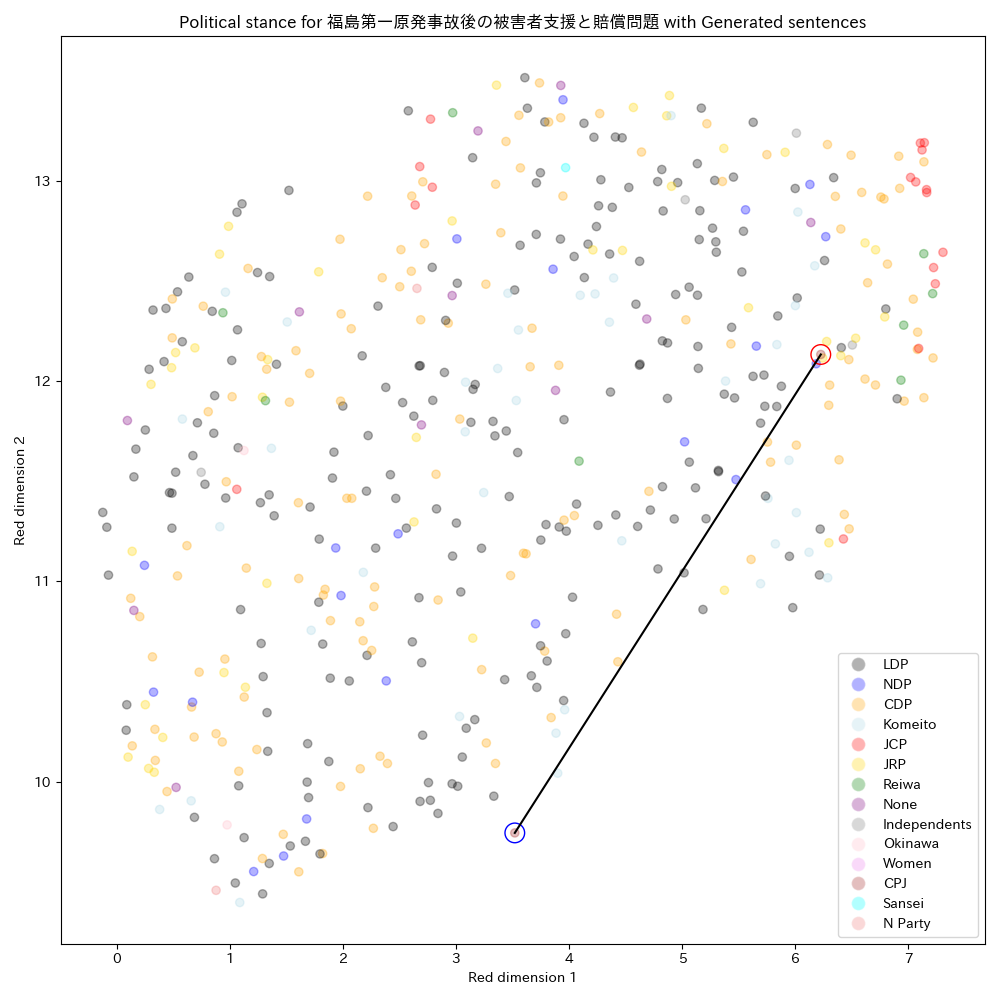 Political stance for 福島第一原発事故後の被害者支援と賠償問題 with Generated sentences
Red dimension 2
13
12
11
10
0 1 2 3 4 5 6 7
Red dimension 1
LDP
NDP
CDP
Komeito
JCP
JRP
Reiwa
None
Independents
Okinawa
Women
CPJ
Sansei
N Party